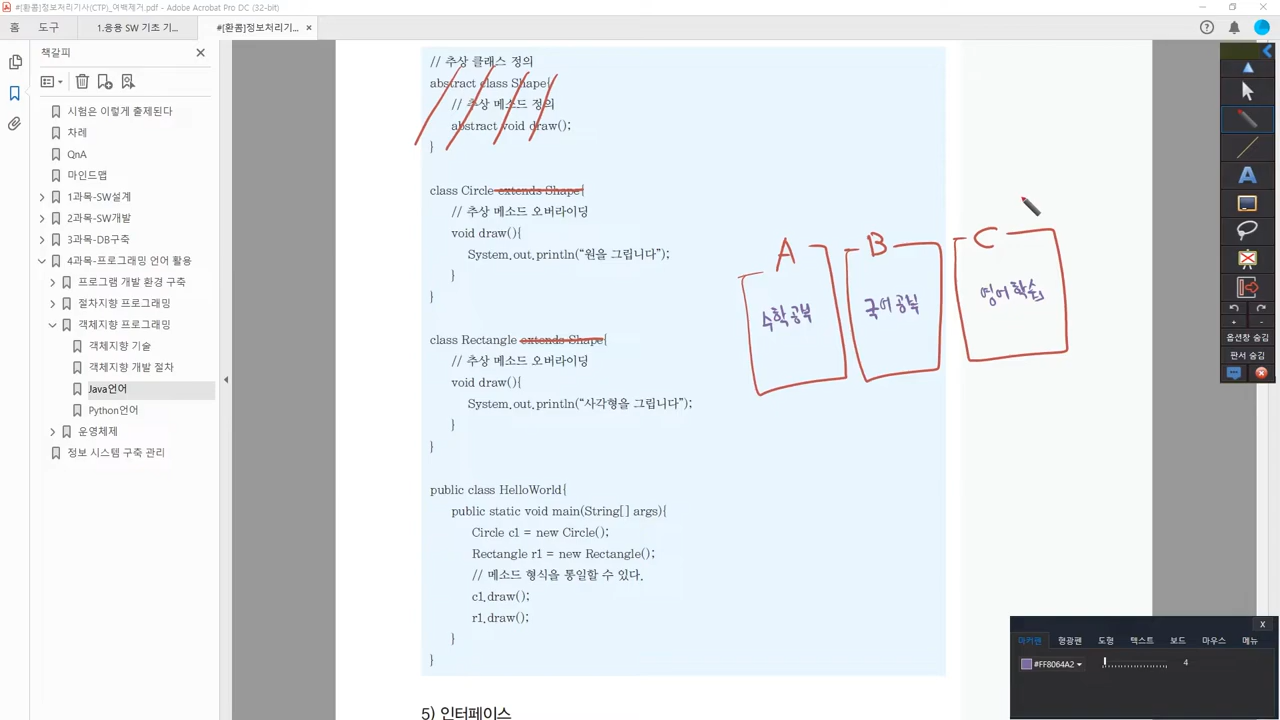 #[환콤]정보처리기사(CTP)_여백제거.pdf - Adobe Acrobat Pro DC (32-bit)
홈
도구
1.응용 SW 기초 기...
#[환콤]정보처리기... ×
책갈피
시험은 이렇게 출제된다
차례
QnA
마인드맵
1과목-SW설계
2과목-SW개발
3과목-DB구축
4과목-프로그래밍 언어 활용
프로그램 개발 환경 구축
절차지향 프로그래밍
객체지향 프로그래밍
객체지향 기술
객체지향 개발 절차
Java언어
Python언어
운영체제
정보 시스템 구축 관리
// 추상 클래스 정의
abstract class Shape{
// 추상 메소드 정의
abstract void draw();
}
class Circle extends Shape{
// 추상 메소드 오버라이딩
void draw(){
System.out.println(“원을 그립니다”);
}
}
class Rectangle extends Shape{
// 추상 메소드 오버라이딩
void draw(){
System.out.println(“사각형을 그립니다”);
}
}
public class HelloWorld{
public static void main(String[] args){
Circle c1 = new Circle();
Rectangle r1 = new Rectangle();
// 메소드 형식을 통일할 수 있다.
c1.draw();
r1.draw();
}
}
5) 인터페이스
A
B
C
수학공부
국어공부
영어학습
A
옵션창 숨김
판서 숨김
X
마커펜
형광펜
도형
텍스트
보드
마우스
메뉴
#FF8064A2
4